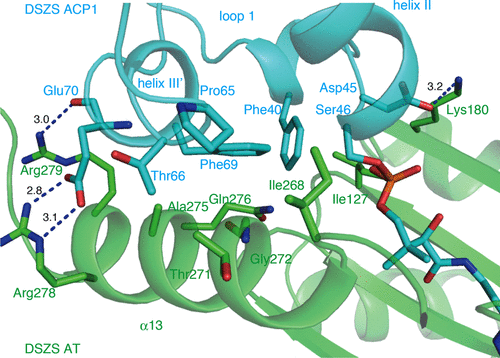 DSZS ACP1
loop 1
helix II
helix III'
Glu70
Pro65
Asp45
3.2
3.0
Phe40
Ser46
Lys180
Arg279
Thr66
Phe69
2.8
Ile268
Ile127
Ala275
Gln276
3.1
Gly272
Thr271
Arg278
α13
DSZS AT